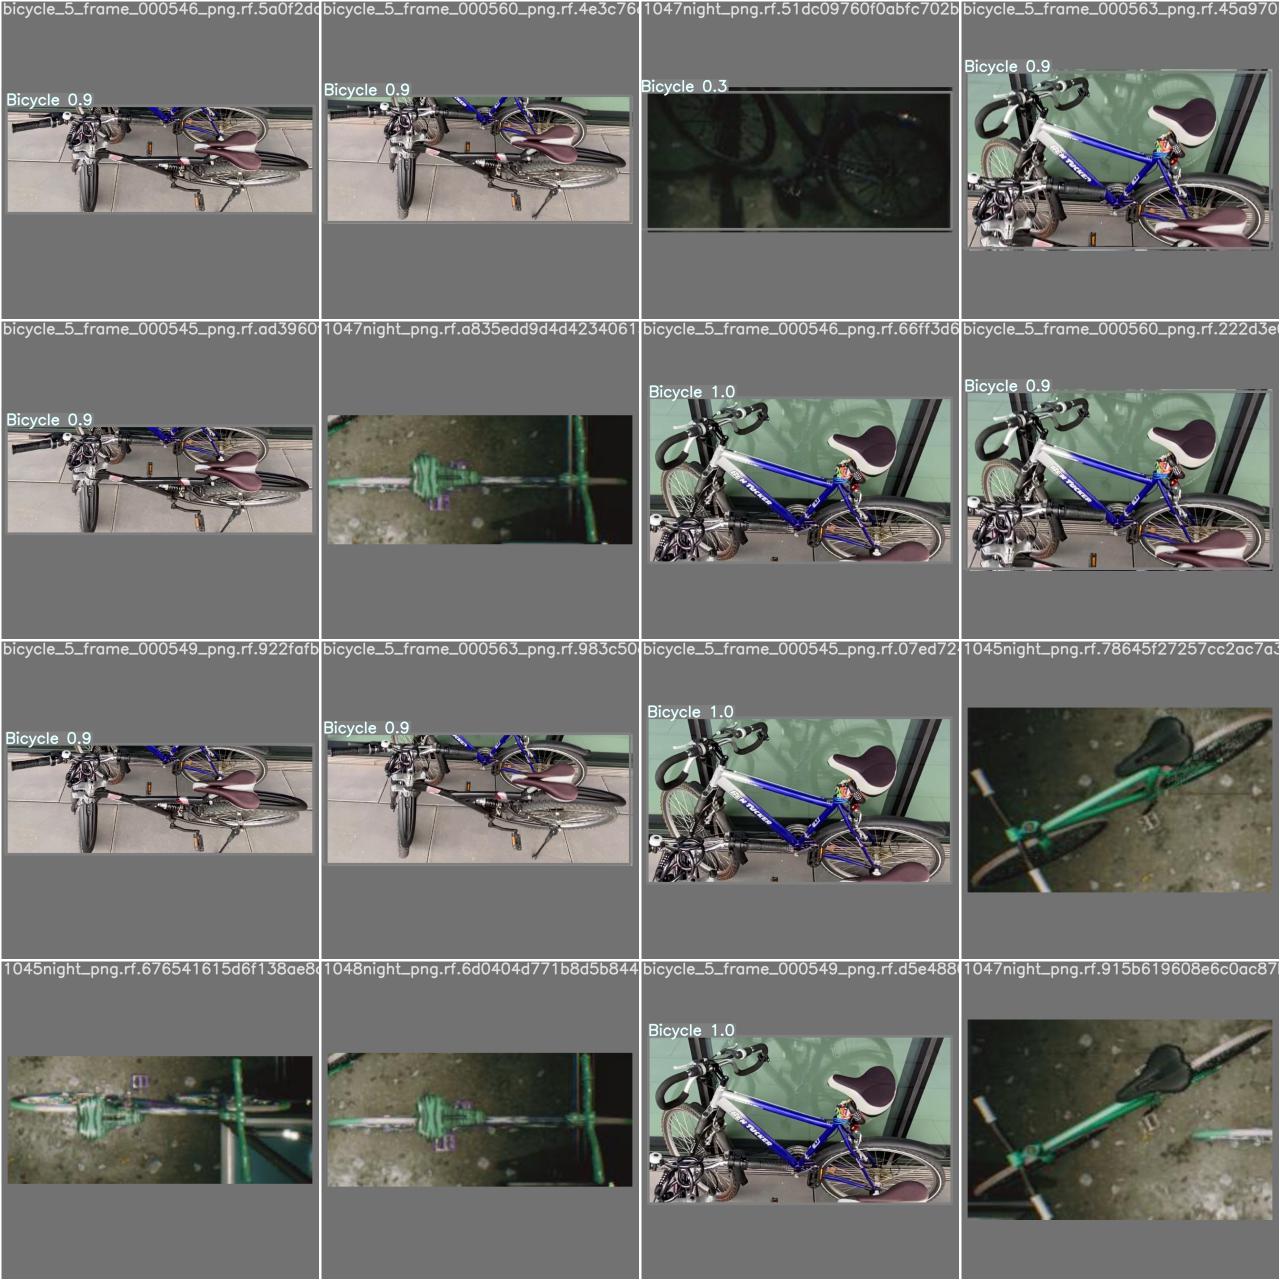 bicycle_5_frame_000546_png.rf.5a0f2dc
bicycle_5_frame_000560_png.rf.4e3c76
1047night_png.rf.51dc09760f0abfc702b
bicycle_5_frame_000563_png.rf.45a970
Bicycle 0.9
Bicycle 0.9
Bicycle 0.3
Bicycle 0.9
bicycle_5_frame_000545_png.rf.ad3960
1047night_png.rf.a835edd9d4d4234061
bicycle_5_frame_000546_png.rf.66ff3d6
bicycle_5_frame_000560_png.rf.222d3e
Bicycle 0.9
Bicycle 1.0
Bicycle 0.9
bicycle_5_frame_000549_png.rf.922fafb
bicycle_5_frame_000563_png.rf.983c50
bicycle_5_frame_000545_png.rf.07ed72
1045night_png.rf.78645f27257cc2ac7a3
Bicycle 0.9
Bicycle 0.9
Bicycle 1.0
1045night_png.rf.676541615d6f138ae8
1048night_png.rf.6d0404d771b8d5b844
bicycle_5_frame_000549_png.rf.d5e488
1047night_png.rf.915b619608e6c0ac87
Bicycle 1.0